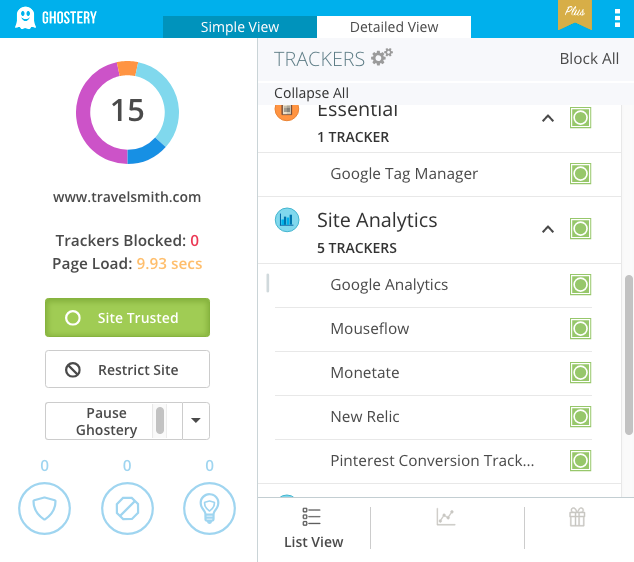 GHOSTERY
Simple View
Detailed View
Plus
15
www.travelsmith.com
Trackers Blocked: 0
Page Load: 9.93 secs
Site Trusted
Restrict Site
Pause
Ghostery
0 0 0
TRACKERS
Block All
Collapse All
Essential
1 TRACKER
Google Tag Manager
Site Analytics
5 TRACKERS
Google Analytics
Mouseflow
Monetate
New Relic
Pinterest Conversion Track...
List View